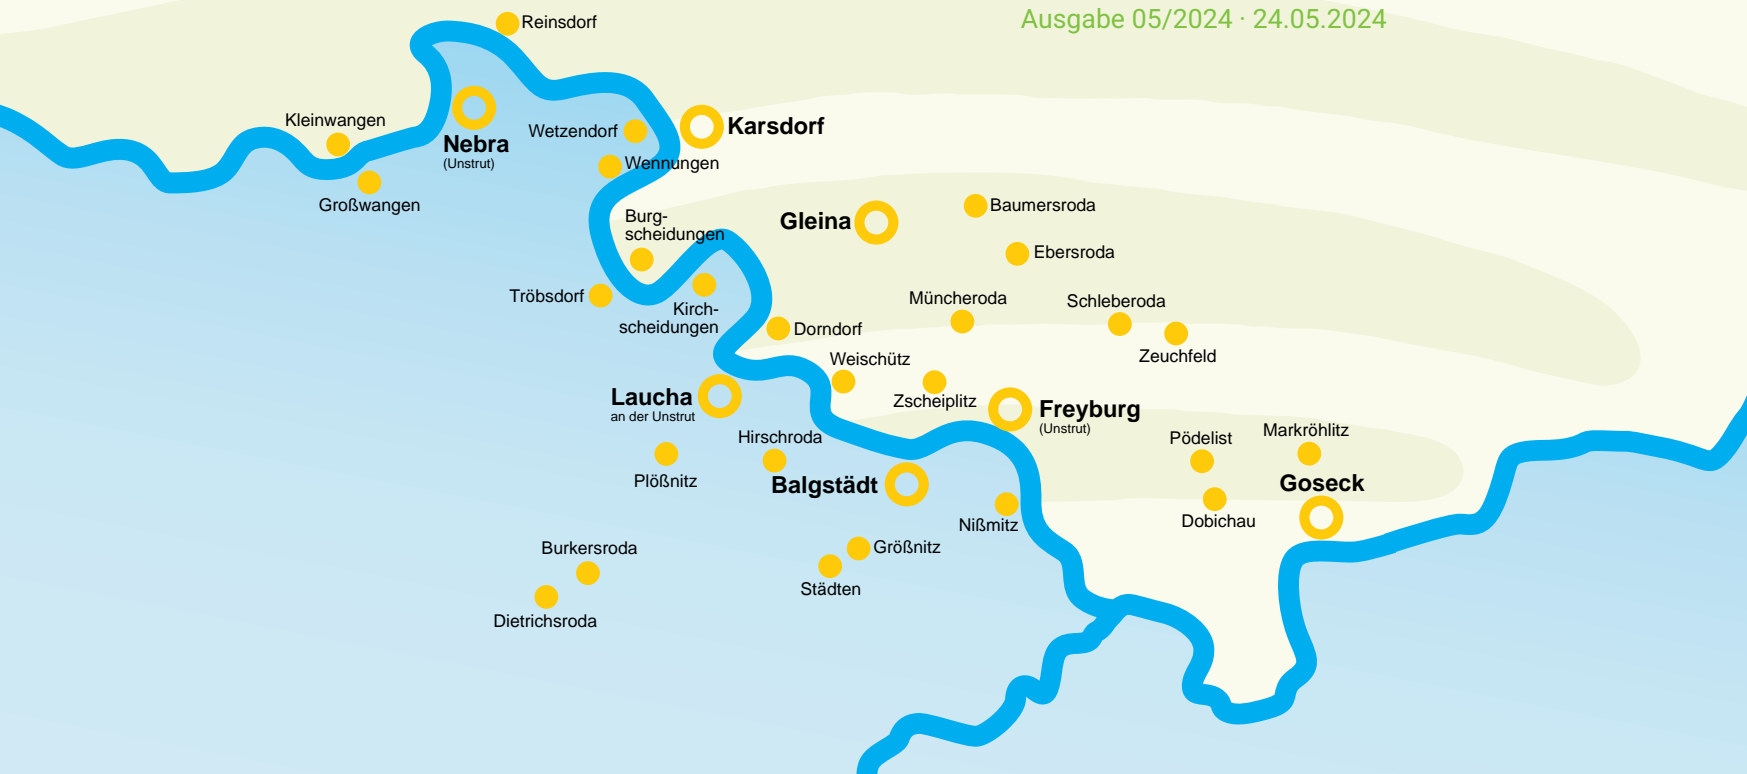 Ausgabe 05/2024 · 24.05.2024
Reinsdorf
Kleinwangen
Nebra
(Unstrut)
Wetzendorf
Karsdorf
Wennungen
Großwangen
Burg-
scheidungen
Gleina
Baumersroda
Ebersroda
Tröbsdorf
Kirch-
scheidungen
Müncheroda
Schleberoda
Dorndorf
Zeuchfeld
Weischütz
Laucha
an der Unstrut
Zscheiplitz
Freyburg
(Unstrut)
Hirschroda
Pödelist
Markröhlitz
Plößnitz
Balgstädt
Goseck
Nißmitz
Dobichau
Burkersroda
Größnitz
Städten
Dietrichsroda